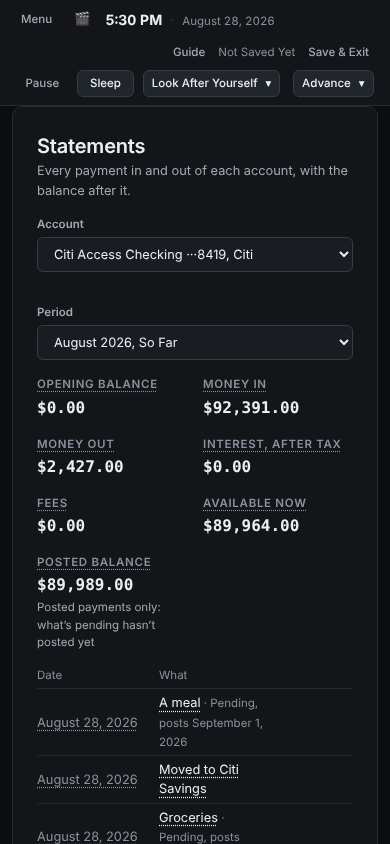 Menu 🎬 5:30 PM · August 28, 2026
Guide Not Saved Yet Save & Exit
Pause Sleep Look After Yourself ▾ Advance ▾
Statements
Every payment in and out of each account, with the
balance after it.
Account
Citi Access Checking ···8419, Citi
Period
August 2026, So Far
OPENING BALANCE MONEY IN
$0.00 $92,391.00
MONEY OUT INTEREST, AFTER TAX
$2,427.00 $0.00
FEES AVAILABLE NOW
$0.00 $89,964.00
POSTED BALANCE
$89,989.00
Posted payments only:
what's pending hasn't
posted yet
Date What
A meal · Pending,
August 28, 2026 posts September 1,
2026
August 28, 2026 Moved to Citi
Savings
Groceries ·
August 28, 2026 Pending, posts